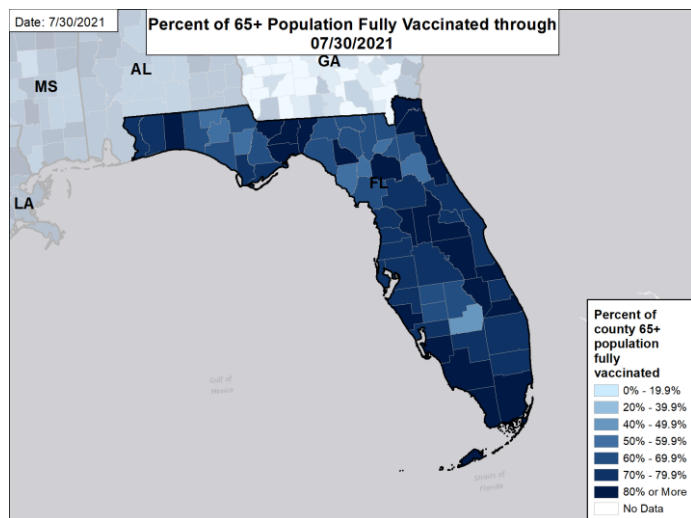 Date: 7/30/2021
Percent of 65+ Population Fully Vaccinated through
07/30/2021
MS
AL
GA
LA
FL
Gulf of
Mexico
Straits of
Florida
Percent of
county 65+
population
fully
vaccinated
0% - 19.9%
20% - 39.9%
40% - 49.9%
50% - 59.9%
60% - 69.9%
70% - 79.9%
80% or More
No Data